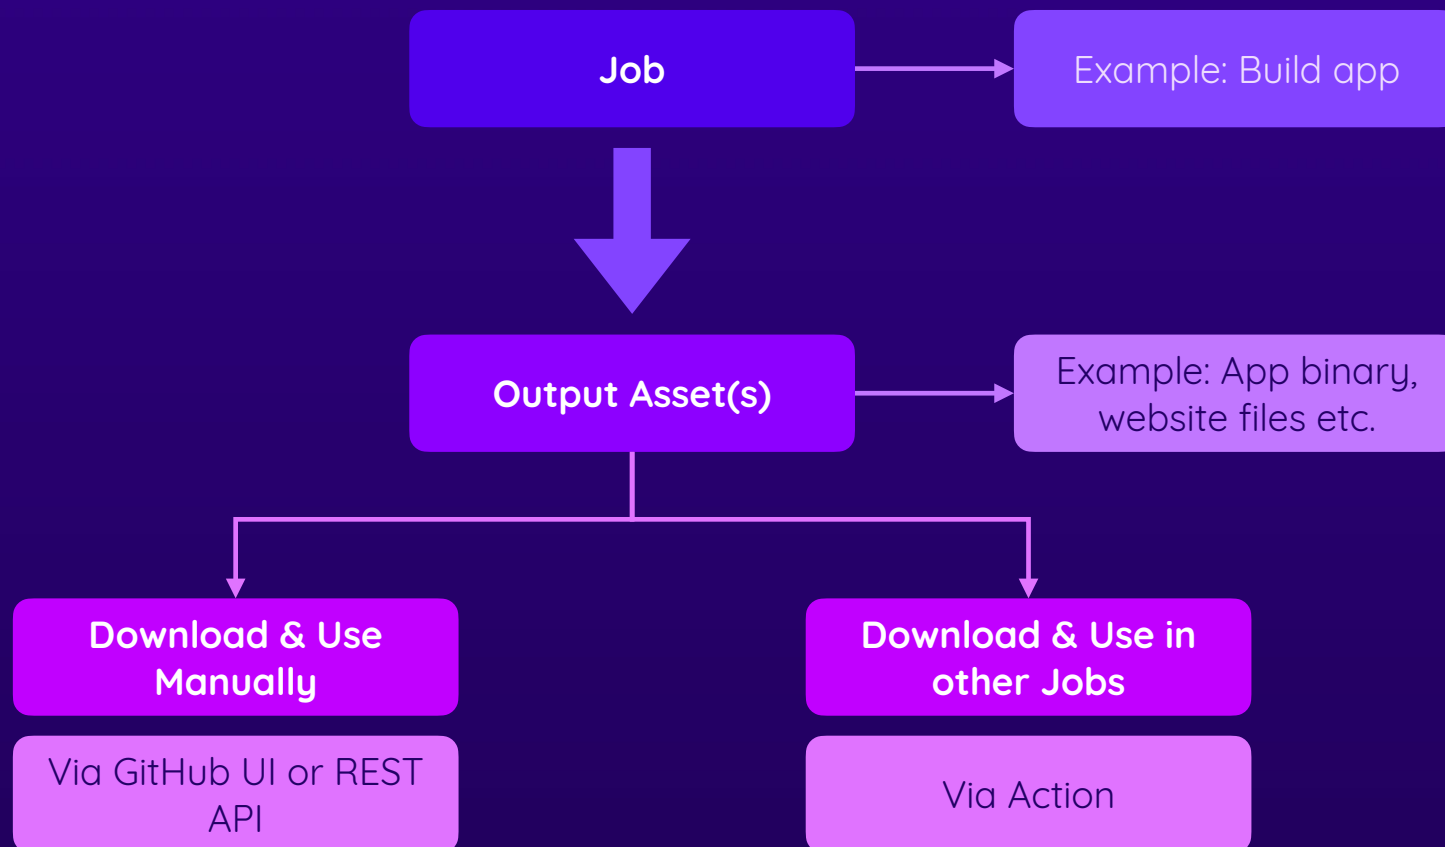 Job
Example: Build app
Output Asset(s)
Example: App binary,
website files etc.
Download & Use
Manually
Download & Use in
other Jobs
Via GitHub UI or REST
API
Via Action